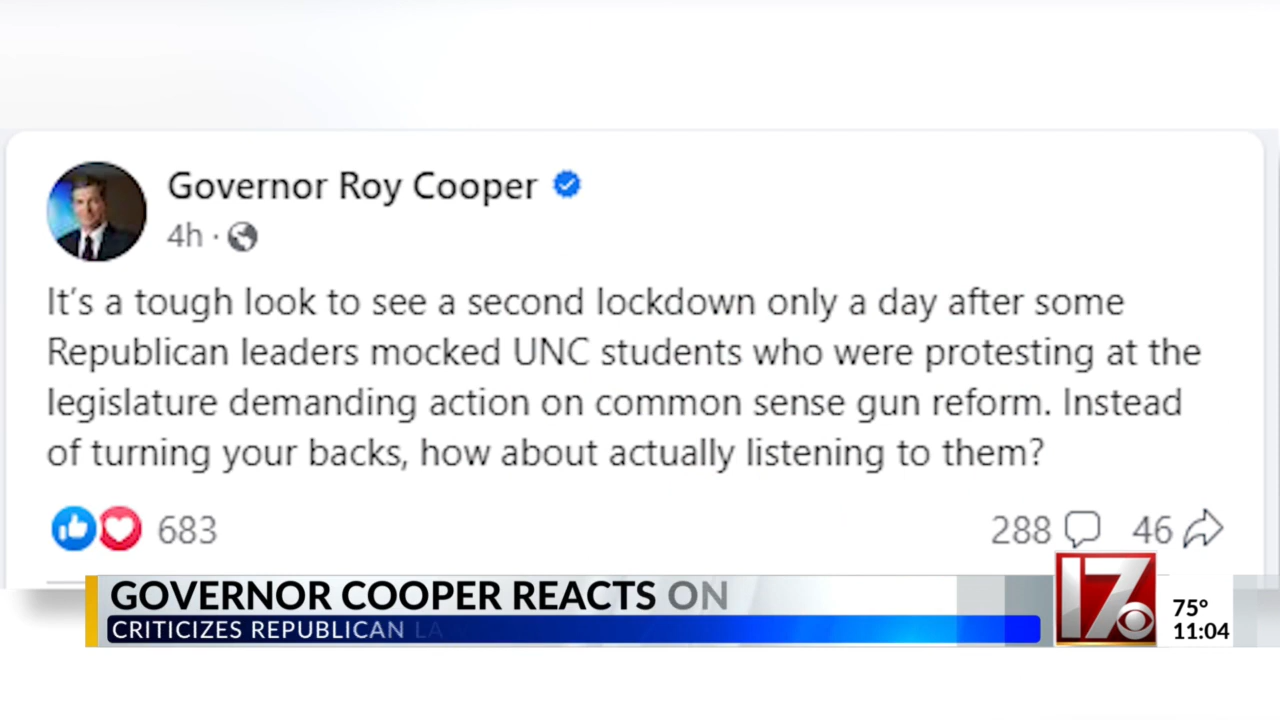 Governor Roy Cooper
4h ·
It's a tough look to see a second lockdown only a day after some
Republican leaders mocked UNC students who were protesting at the
legislature demanding action on common sense gun reform. Instead
of turning your backs, how about actually listening to them?
683
288
46
GOVERNOR COOPER REACTS ON
CRITICIZES REPUBLICAN LA
17
75°
11:04